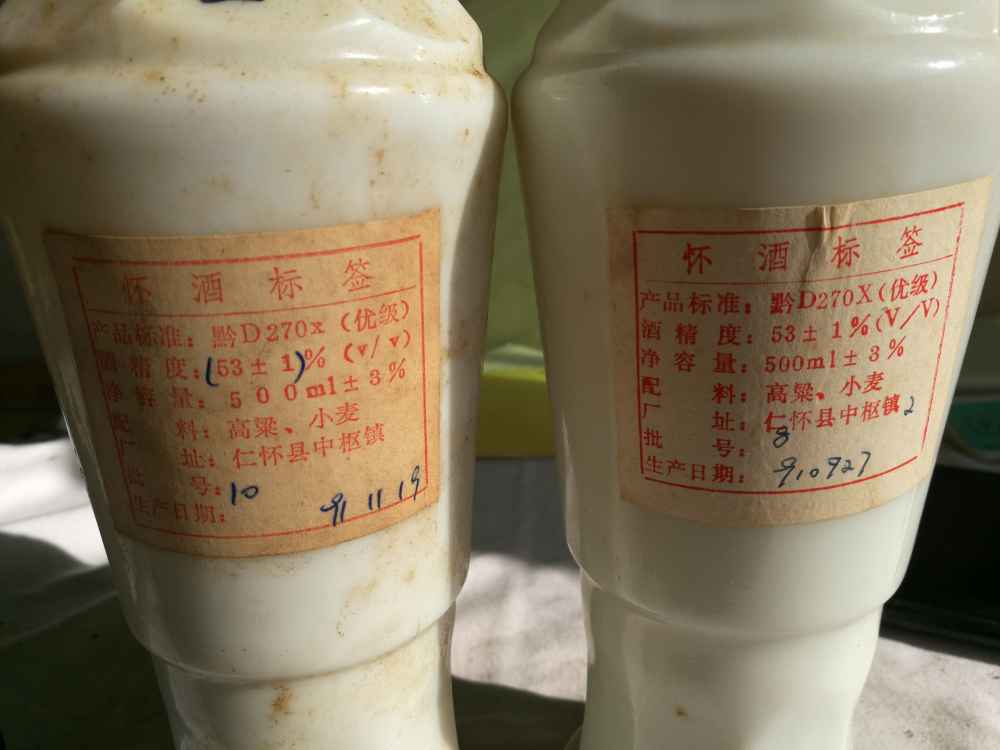 怀酒标签
产品标准：黔D270x（优级）
酒精度：(53±1)%（v/v）
净容量：500ml±3%
配料：高粱、小麦
厂址：仁怀县中枢镇
批号：10
生产日期：91 11 19
怀酒标签
产品标准：黔D270X（优级）
酒精度：53±1%(V/V)
净容量：500ml±3%
配料：高粱、小麦
厂址：仁怀县中枢镇2
批号：8
生产日期：910927